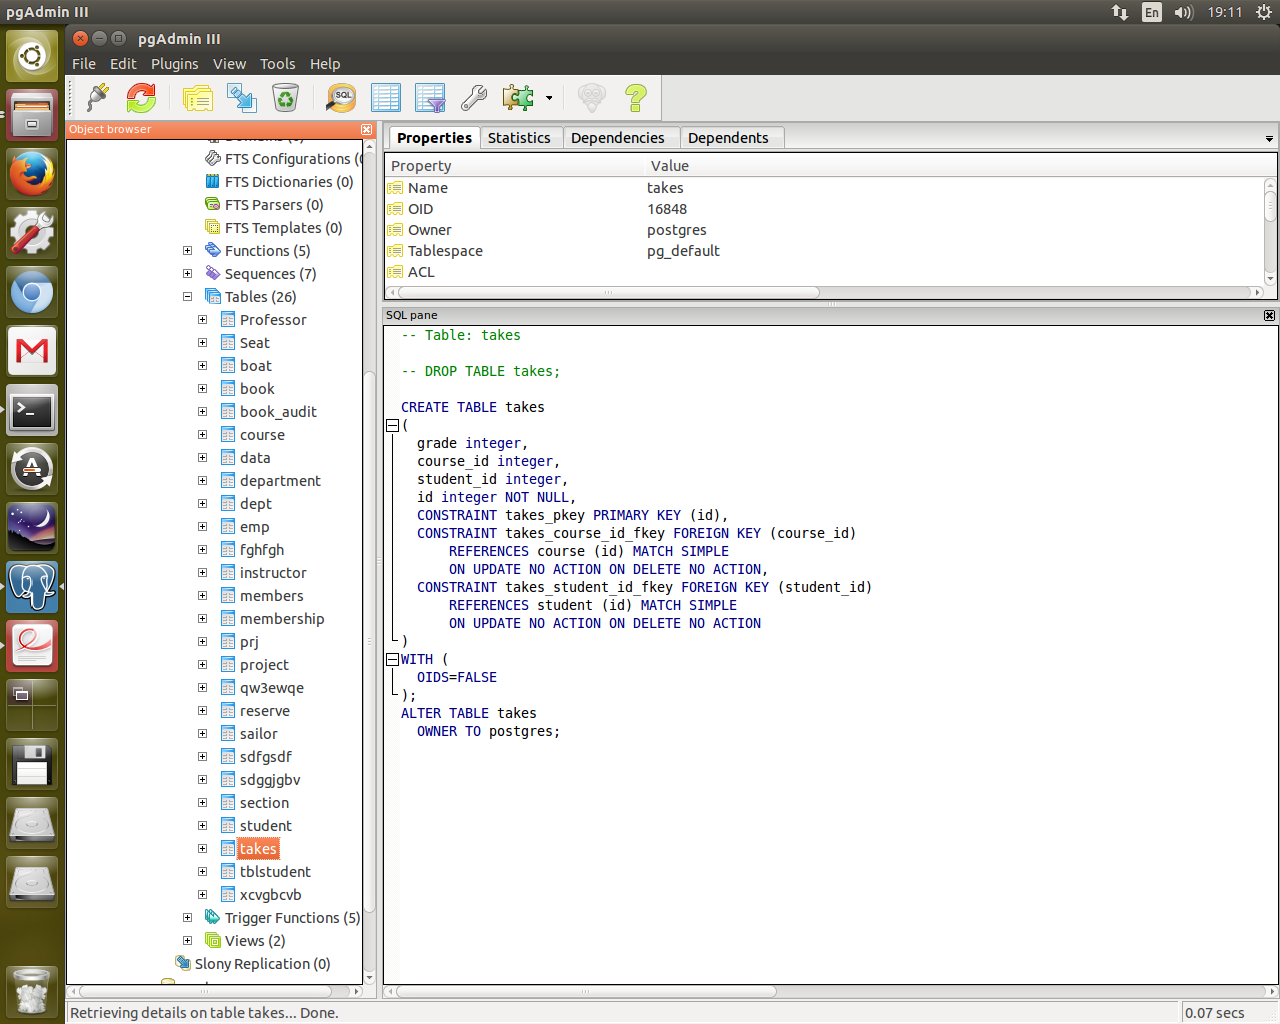 pgAdmin III
En
19:11
pgAdmin III
File Edit Plugins View Tools Help
SQL
Object browser
FTS Configurations (
FTS Dictionaries (0)
FTS Parsers (0)
FTS Templates (0)
Functions (5)
Sequences (7)
Tables (26)
Professor
Seat
boat
book
book_audit
course
data
department
dept
emp
fghfgh
instructor
members
membership
prj
project
qw3ewqe
reserve
sailor
sdfgsdf
sdggjgbv
section
student
takes
tblstudent
xcvgbcvb
Trigger Functions (5)
Views (2)
Slony Replication (0)
Properties Statistics Dependencies Dependents
Property Value
Name takes
OID 16848
Owner postgres
Tablespace pg_default
ACL
SQL pane
-- Table: takes
-- DROP TABLE takes;
CREATE TABLE takes
(
grade integer,
course_id integer,
student_id integer,
id integer NOT NULL,
CONSTRAINT takes_pkey PRIMARY KEY (id),
CONSTRAINT takes_course_id_fkey FOREIGN KEY (course_id)
REFERENCES course (id) MATCH SIMPLE
ON UPDATE NO ACTION ON DELETE NO ACTION,
CONSTRAINT takes_student_id_fkey FOREIGN KEY (student_id)
REFERENCES student (id) MATCH SIMPLE
ON UPDATE NO ACTION ON DELETE NO ACTION
)
WITH (
OIDS=FALSE
);
ALTER TABLE takes
OWNER TO postgres;
Retrieving details on table takes... Done.
0.07 secs